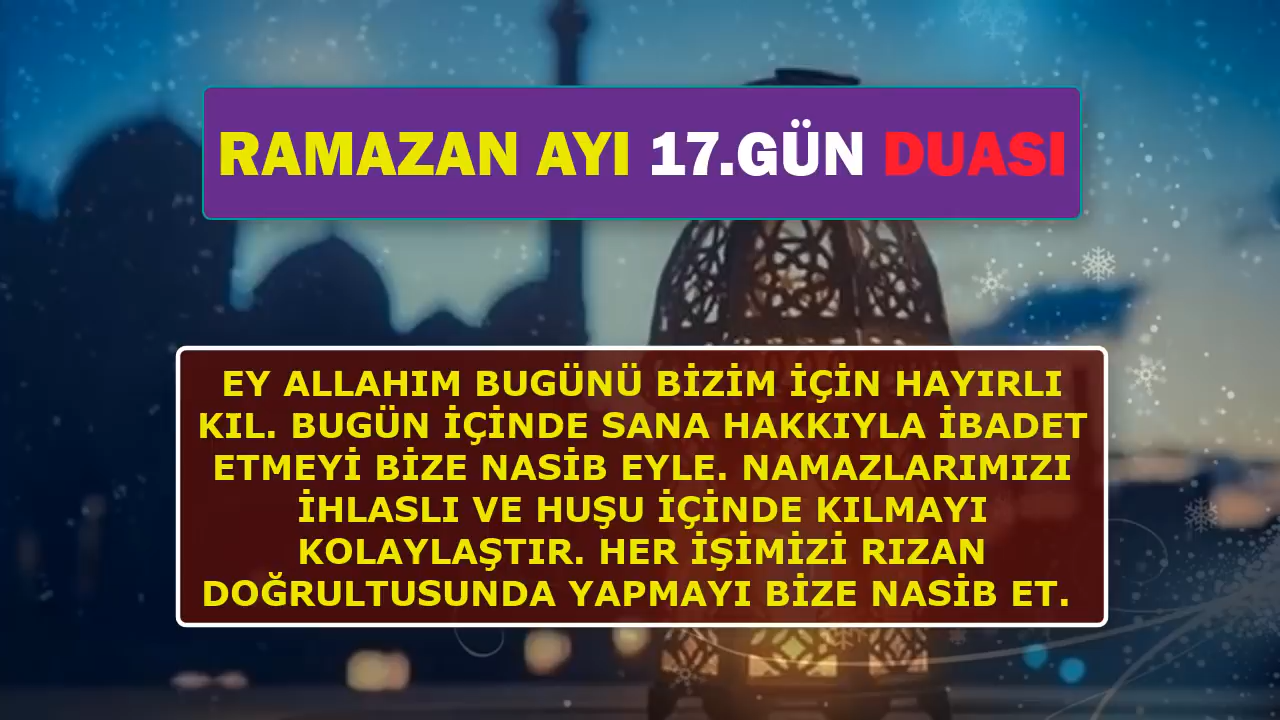 RAMAZAN AYI 17.GÜN DUASI
EY ALLAHIM BUGÜNÜ BİZİM İÇİN HAYIRLI
KIL. BUGÜN İÇİNDE SANA HAKKIYLA İBADET
ETMEYİ BİZE NASİB EYLE. NAMAZLARIMIZI
İHLASLI VE HUŞU İÇİNDE KILMAYI
KOLAYLAŞTIR. HER İŞİMİZİ RIZAN
DOĞRULTUSUNDA YAPMAYI BİZE NASİB ET.